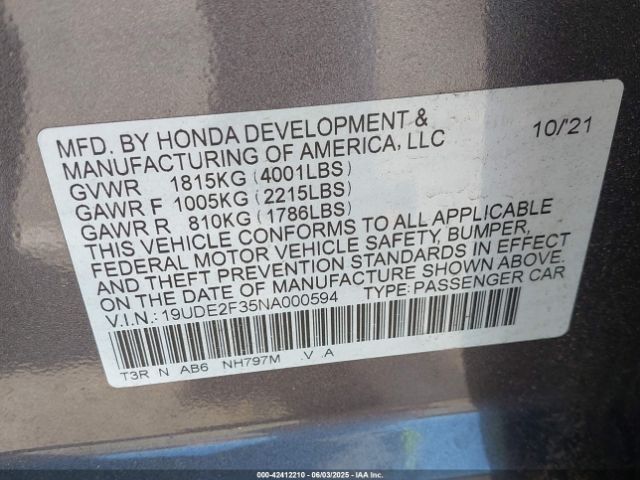 MFD. BY HONDA DEVELOPMENT & 10/'21
MANUFACTURING OF AMERICA, LLC
GVWR 1815KG (4001LBS)
GAWR F 1005KG (2215LBS)
GAWR R 810KG (1786LBS)
THIS VEHICLE CONFORMS TO ALL APPLICABLE
FEDERAL MOTOR VEHICLE SAFETY, BUMPER,
AND THEFT PREVENTION STANDARDS IN EFFECT
ON THE DATE OF MANUFACTURE SHOWN ABOVE.
V.I.N.: 19UDE2F35NA000594 TYPE: PASSENGER CAR
T3R N AB6 NH797M V A
000-42412210 | 06/03/2025 | IAA Inc.